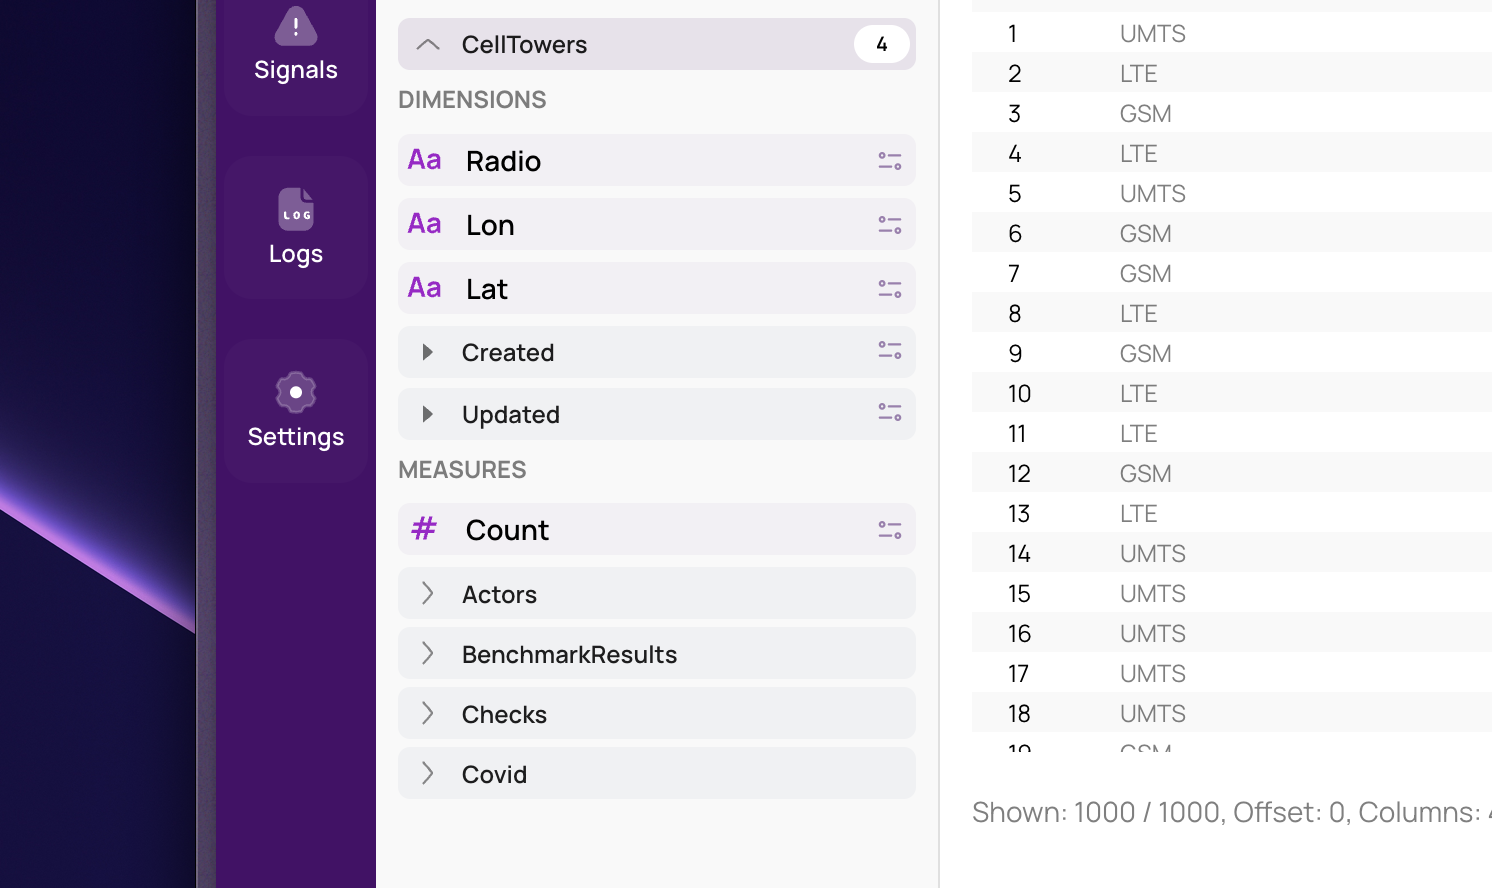 Signals
LOG
Logs
Settings
CellTowers
4
DIMENSIONS
Aa Radio
Aa Lon
Aa Lat
Created
Updated
MEASURES
# Count
Actors
BenchmarkResults
Checks
Covid
1 UMTS
2 LTE
3 GSM
4 LTE
5 UMTS
6 GSM
7 GSM
8 LTE
9 GSM
10 LTE
11 LTE
12 GSM
13 LTE
14 UMTS
15 UMTS
16 UMTS
17 UMTS
18 UMTS
19 GSM
Shown: 1000 / 1000, Offset: 0, Columns: 4